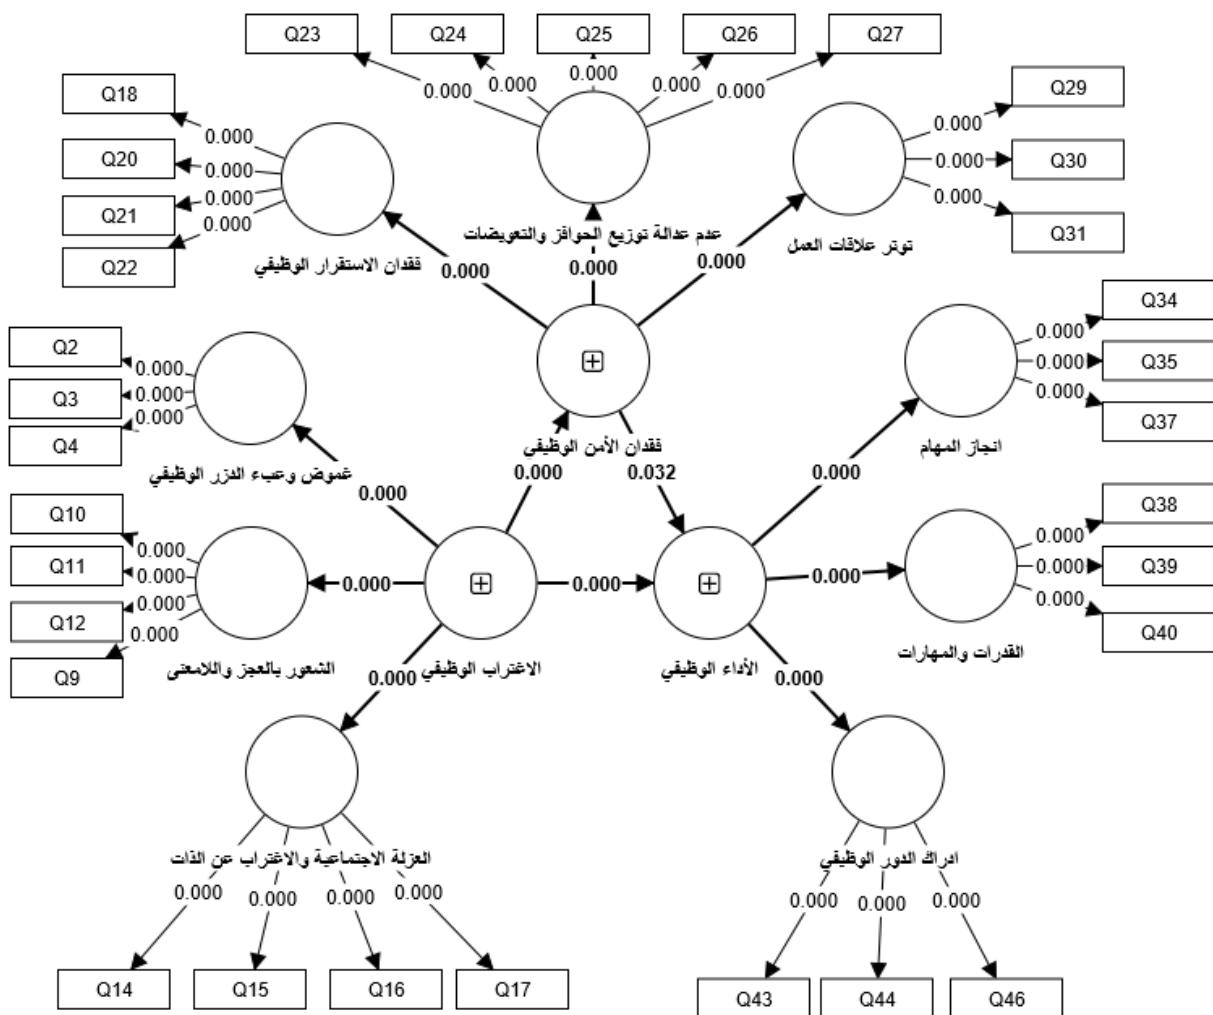 Q23
Q24
Q25
Q26
Q27
0.000
0.000
0.000
0.000
0.000
Q18
Q20
Q21
Q22
0.000
0.000
0.000
0.000
Q29
Q30
Q31
0.000
0.000
0.000
فقدان الاستقرار الوظيفي
عدم عدالة توزيع الحوافز والتعويضات
توتر علاقات العمل
0.000
0.000
0.000
Q2
Q3
Q4
0.000
0.000
0.000
Q34
Q35
Q37
0.000
0.000
0.000
غموض وعبء الدزر الوظيفي
فقدان الأمن الوظيفي
انجاز المهام
0.000
0.000
0.032
0.000
Q10
Q11
Q12
Q9
0.000
0.000
0.000
0.000
0.000
0.000
0.000
Q38
Q39
Q40
0.000
0.000
0.000
الشعور بالعجز واللامعنى
الاغتراب الوظيفي
الأداء الوظيفي
القدرات والمهارات
0.000
0.000
العزلة الاجتماعية والاغتراب عن الذات
ادراك الدور الوظيفي
0.000
0.000
0.000
0.000
0.000
0.000
0.000
Q14
Q15
Q16
Q17
Q43
Q44
Q46